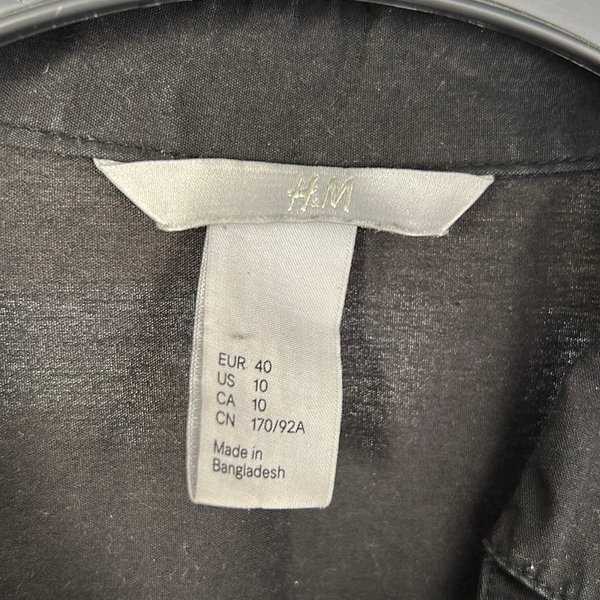 H&M
EUR 40
US 10
CA 10
CN 170/92A
Made in
Bangladesh